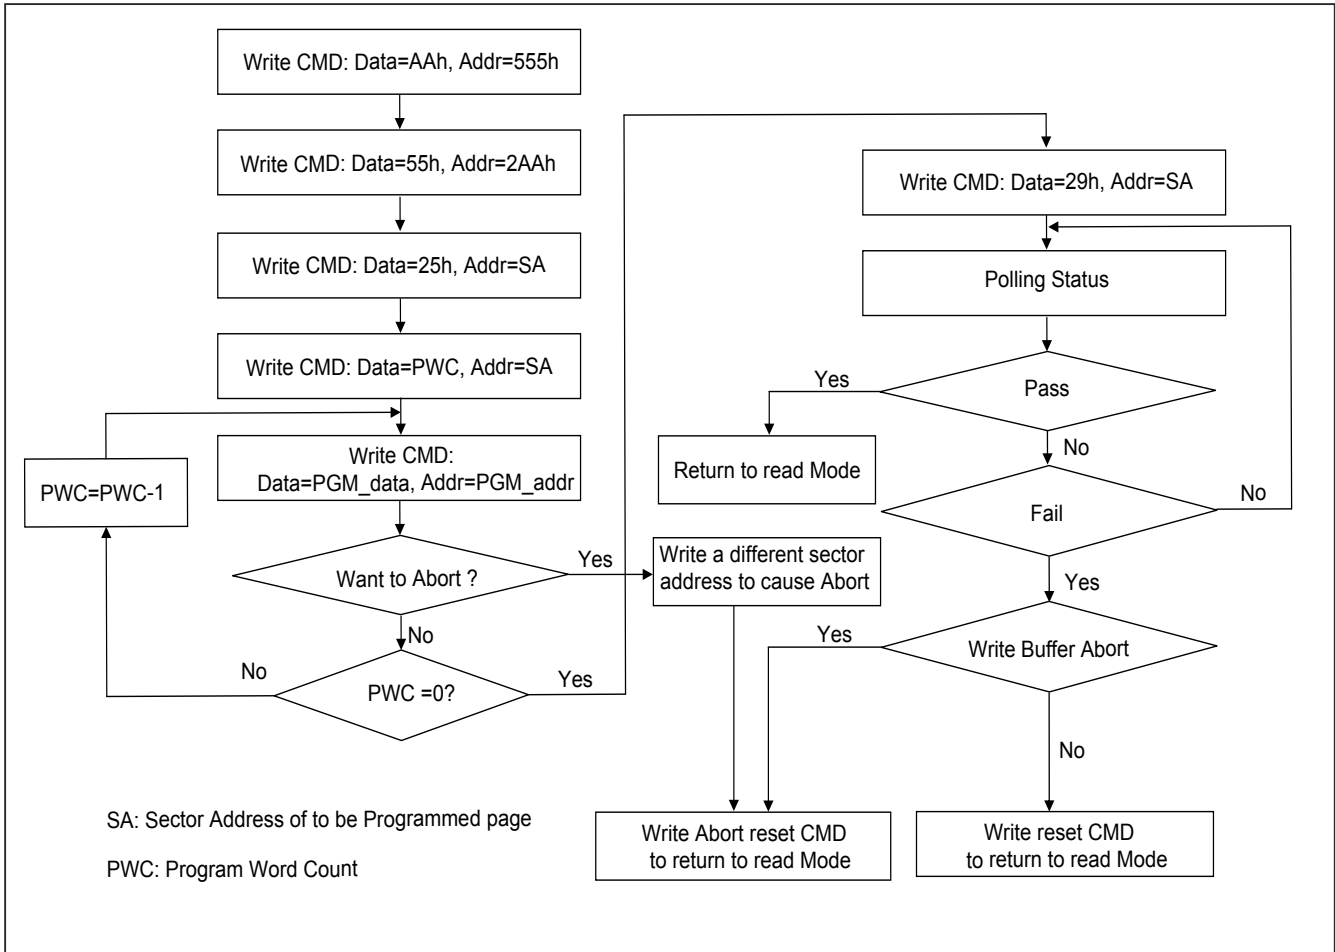 Write CMD: Data=AAh, Addr=555h
Write CMD: Data=55h, Addr=2AAh
Write CMD: Data=25h, Addr=SA
Write CMD: Data=PWC, Addr=SA
Write CMD:
Data=PGM_data, Addr=PGM_addr
PWC=PWC-1
Want to Abort ?
Yes
No
Write a different sector
address to cause Abort
PWC =0?
No
Yes
Write CMD: Data=29h, Addr=SA
Polling Status
Pass
Yes
No
Return to read Mode
Fail
No
Yes
Write Buffer Abort
Yes
No
Write Abort reset CMD
to return to read Mode
Write reset CMD
to return to read Mode
SA: Sector Address of to be Programmed page
PWC: Program Word Count